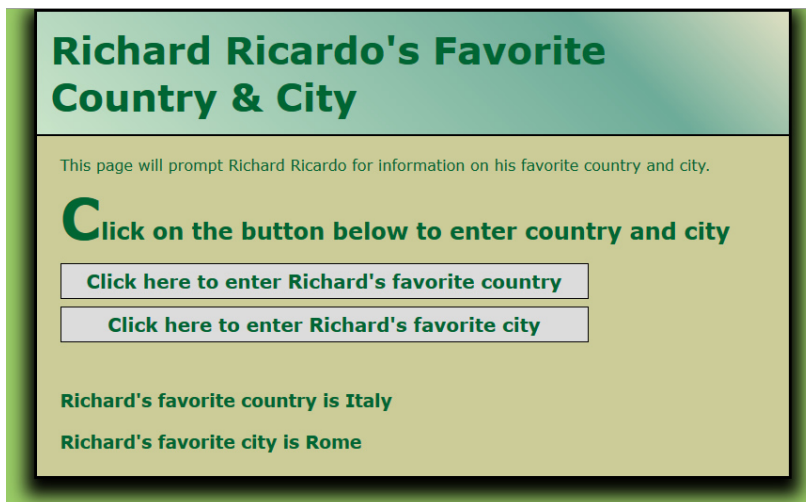 Richard Ricardo's Favorite
Country & City
This page will prompt Richard Ricardo for information on his favorite country and city.
Click on the button below to enter country and city
Click here to enter Richard's favorite country
Click here to enter Richard's favorite city
Richard's favorite country is Italy
Richard's favorite city is Rome